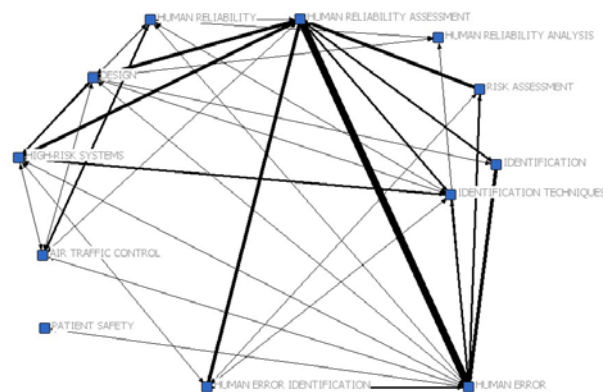 HUMAN RELIABILITY
HUMAN RELIABILITY ASSESSMENT
HUMAN RELIABILITY ANALYSIS
DESIGN
RISK ASSESSMENT
HIGH-RISK SYSTEMS
IDENTIFICATION
IDENTIFICATION TECHNIQUES
AIR TRAFFIC CONTROL
PATIENT SAFETY
HUMAN ERROR IDENTIFICATION
HUMAN ERROR